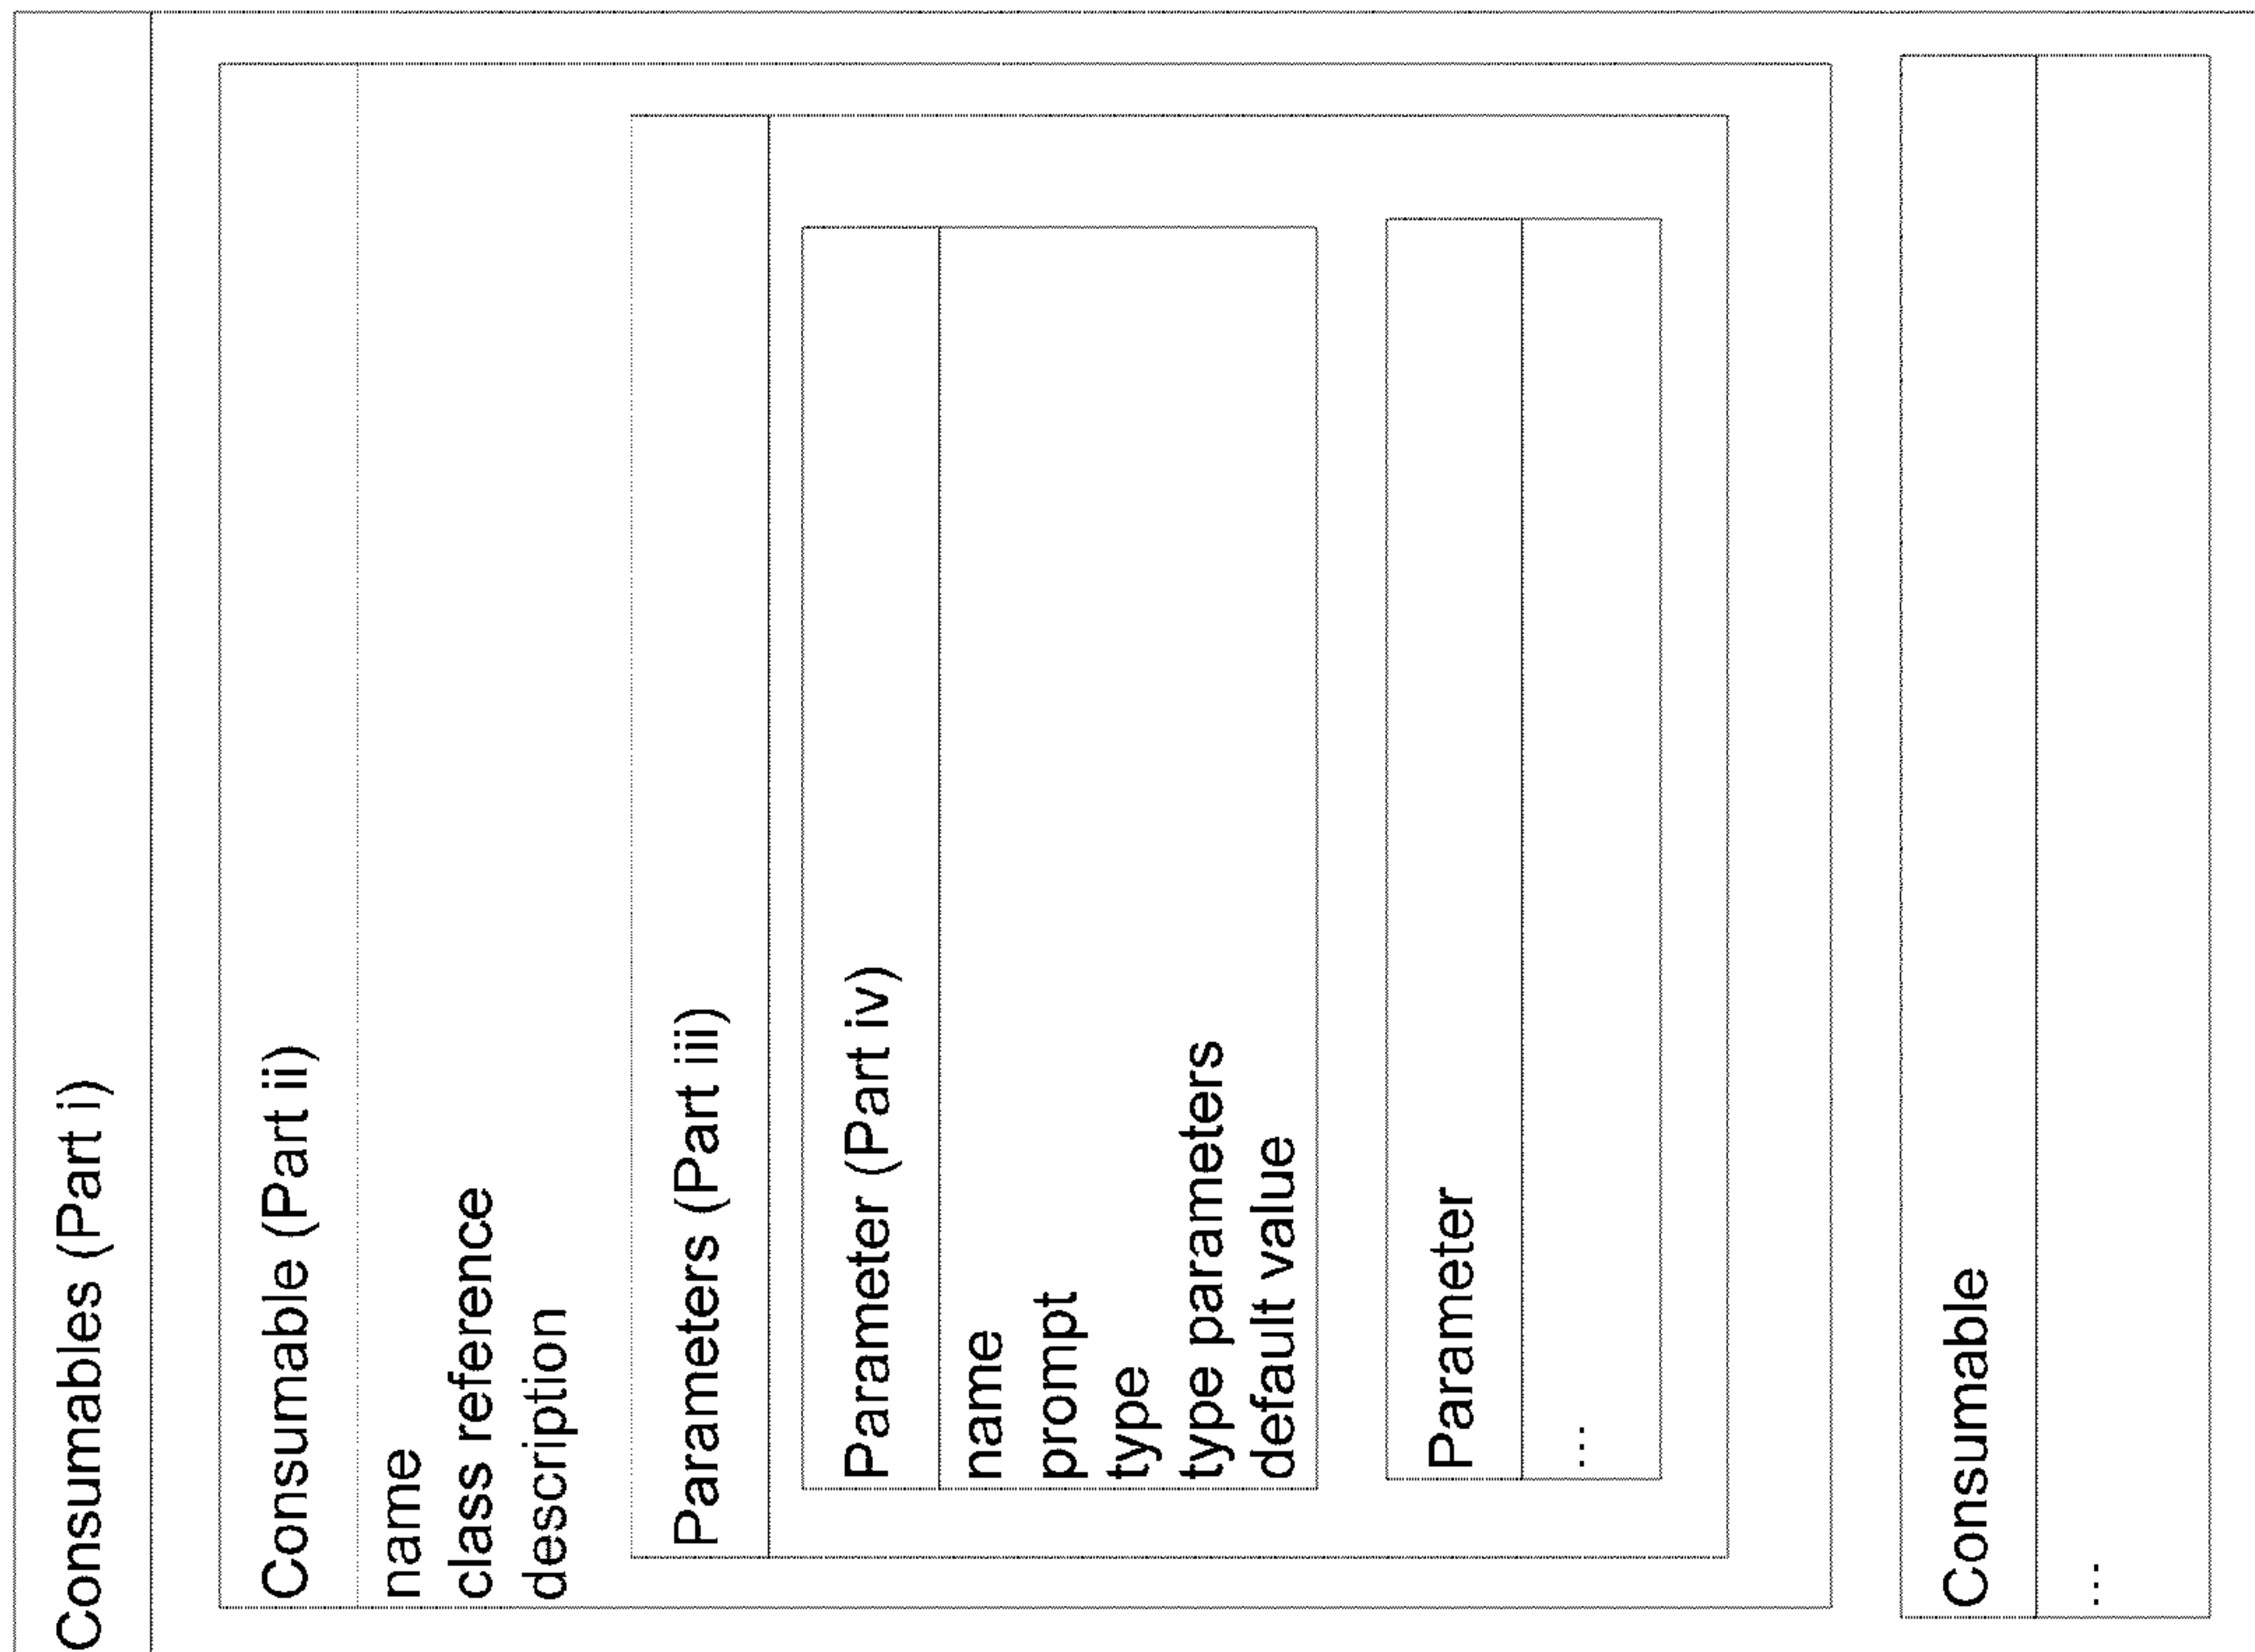 Consumables (Part i)
Consumable (Part ii)
name
class reference
description
Parameters (Part iii)
Parameter (Part iv)
name
prompt
type
type parameters
default value
Parameter
...
Consumable
...